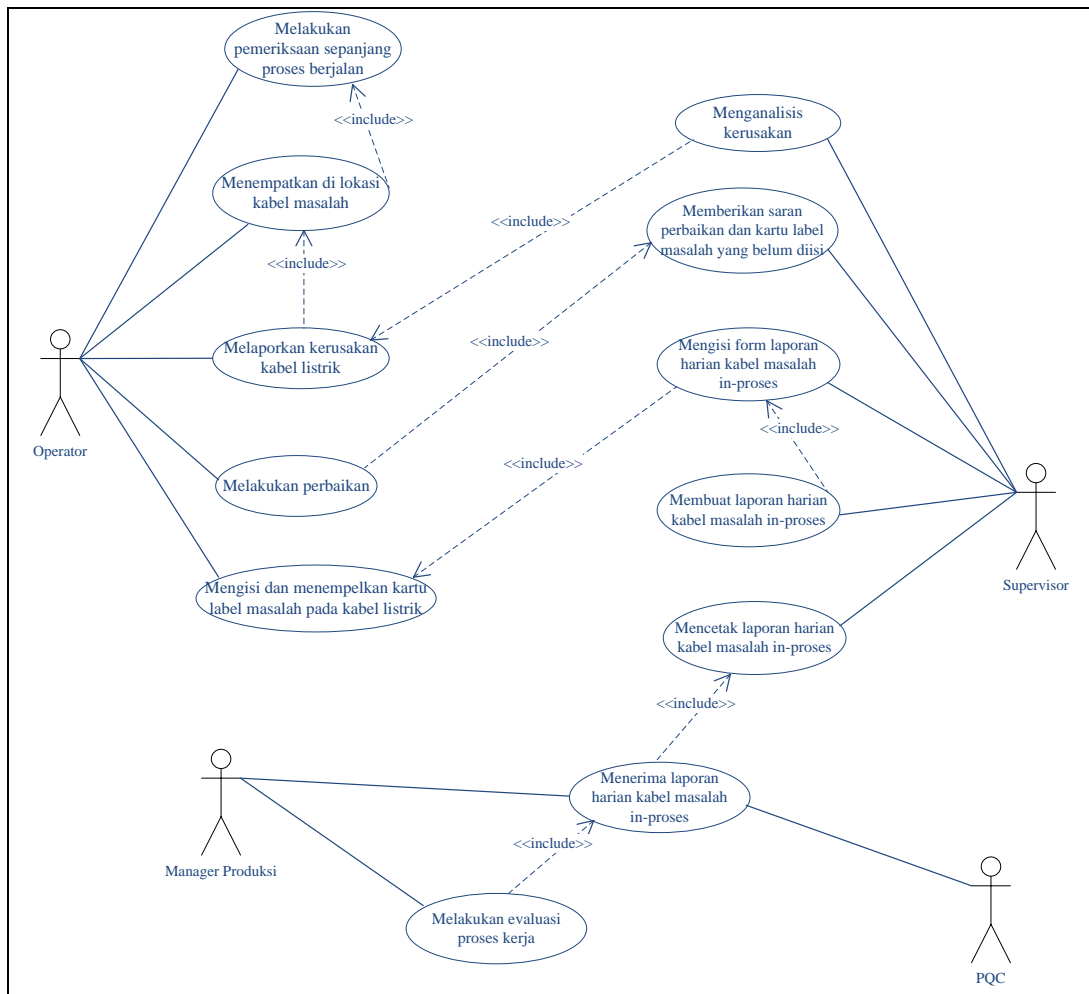 Melakukan
pemeriksaan sepanjang
proses berjalan
<<include>>
Menganalisis
kerusakan
Menempatkan di lokasi
kabel masalah
Memberikan saran
perbaikan dan kartu label
masalah yang belum diisi
<<include>>
<<include>>
Melaporkan kerusakan
kabel listrik
Mengisi form laporan
harian kabel masalah
in-proses
<<include>>
Operator
<<include>>
<<include>>
Melakukan perbaikan
Membuat laporan harian
kabel masalah in-proses
Supervisor
Mengisi dan menempelkan kartu
label masalah pada kabel listrik
Mencetak laporan harian
kabel masalah in-proses
<<include>>
Menerima laporan
harian kabel masalah
in-proses
<<include>>
Manager Produksi
Melakukan evaluasi
proses kerja
PQC